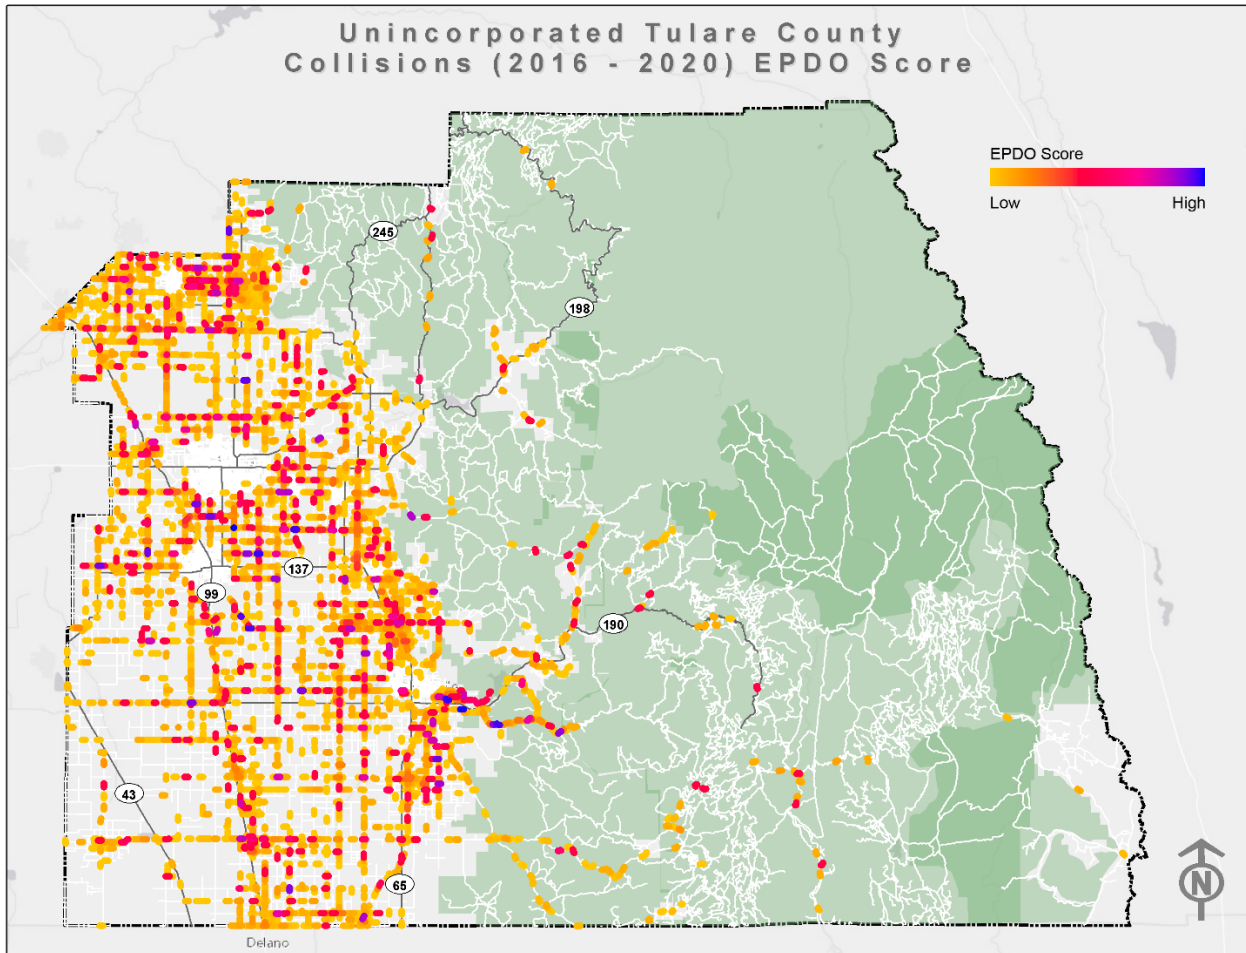 Unincorporated Tulare County
Collisions (2016 - 2020) EPDO Score
EPDO Score
Low High
245
198
137
99
190
43
65
N
Delano